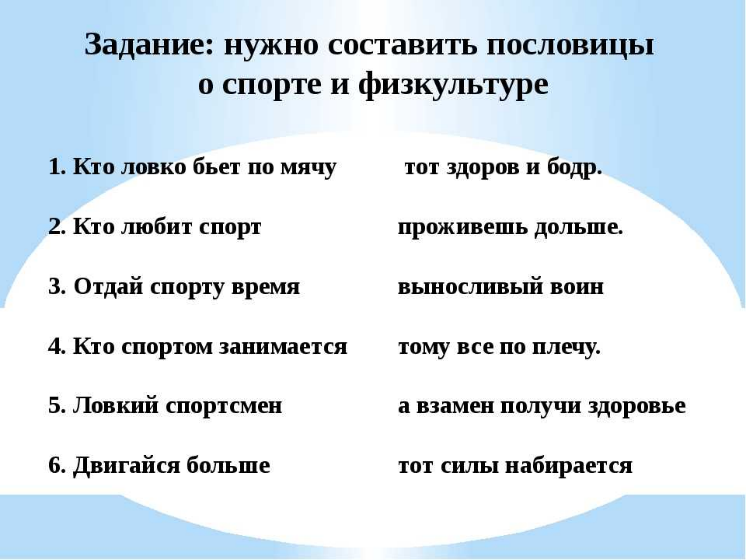 Задание: нужно составить пословицы
о спорте и физкультуре
1. Кто ловко бьет по мячу тот здоров и бодр.
2. Кто любит спорт проживешь дольше.
3. Отдай спорту время выносливый воин
4. Кто спортом занимается тому все по плечу.
5. Ловкий спортсмен а взамен получи здоровье
6. Двигайся больше тот силы набирается